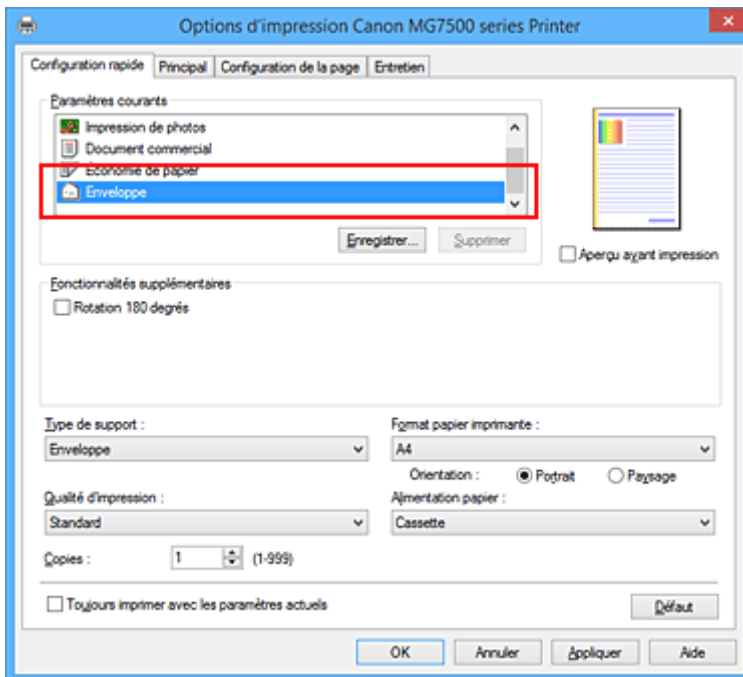 Options d'impression Canon MG7500 series Printer
Configuration rapide Principal Configuration de la page Entretien
Paramètres courants
Impression de photos
Document commercial
Économie de papier
Enveloppe
Enregistrer... Supprimer
Aperçu avant impression
Fonctionnalités supplémentaires
Rotation 180 degrés
Type de support : Format papier imprimante :
Enveloppe A4
Orientation : Portrait Paysage
Qualité d'impression : Alimentation papier :
Standard Cassette
Copies : 1 (1-999)
Toujours imprimer avec les paramètres actuels Défaut
OK Annuler Appliquer Aide